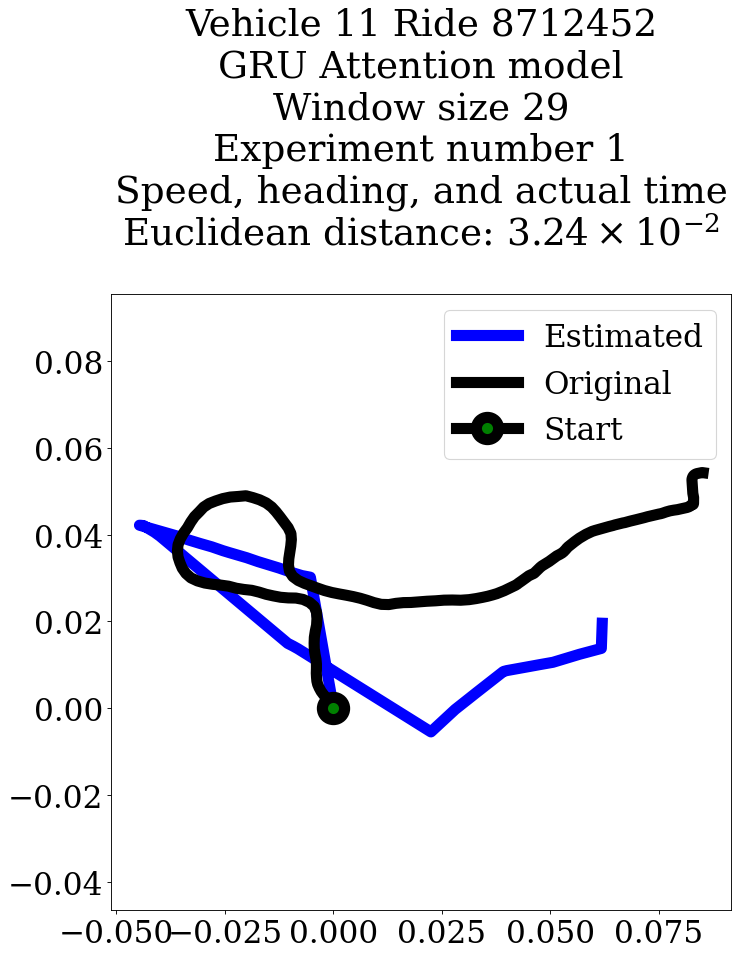 Vehicle 11 Ride 8712452
GRU Attention model
Window size 29
Experiment number 1
Speed, heading, and actual time
Euclidean distance: 3.24 × 10⁻²
Estimated
Original
Start
0.08
0.06
0.04
0.02
0.00
−0.02
−0.04
−0.050 −0.025 0.000 0.025 0.050 0.075